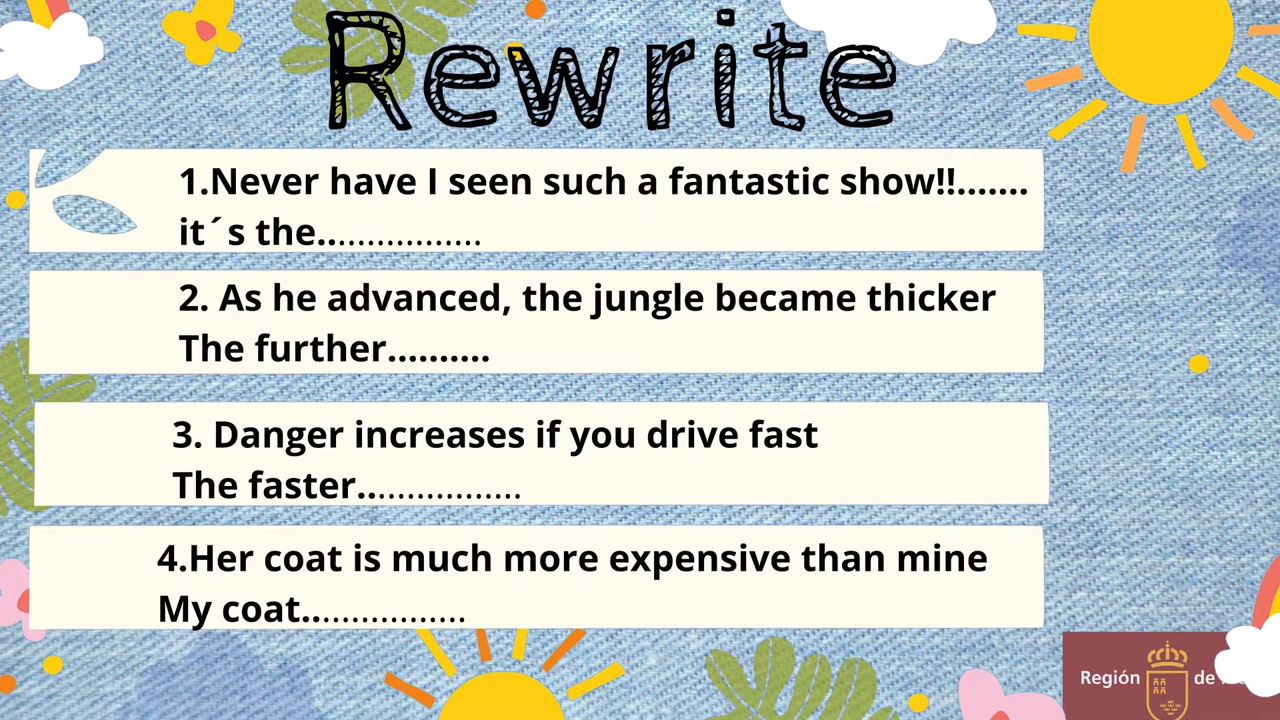 Rewrite
1.Never have I seen such a fantastic show!!.......
it´s the..................
2. As he advanced, the jungle became thicker
The further..........
3. Danger increases if you drive fast
The faster..................
4.Her coat is much more expensive than mine
My coat..................
Región de